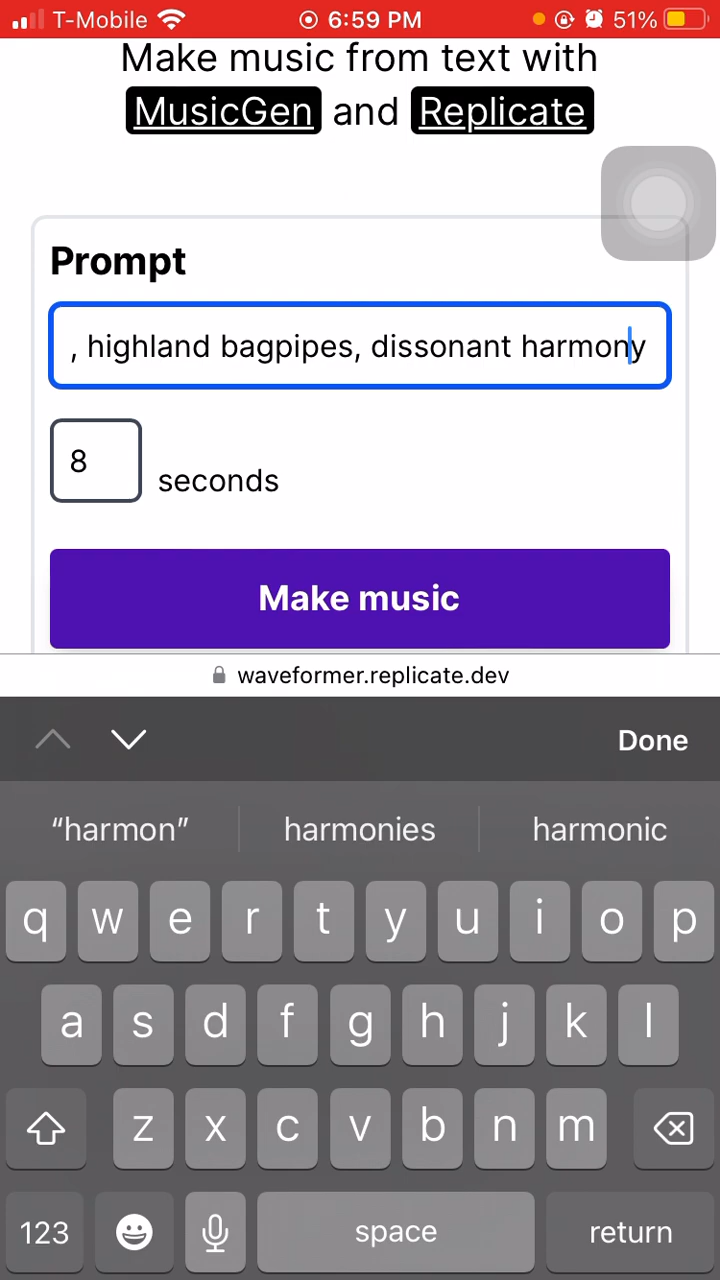 T-Mobile 6:59 PM 51%
Make music from text with
MusicGen and Replicate
Prompt
, highland bagpipes, dissonant harmony
8 seconds
Make music
waveformer.replicate.dev
Done
“harmon” harmonies harmonic
q w e r t y u i o p
a s d f g h j k l
z x c v b n m
123 space return